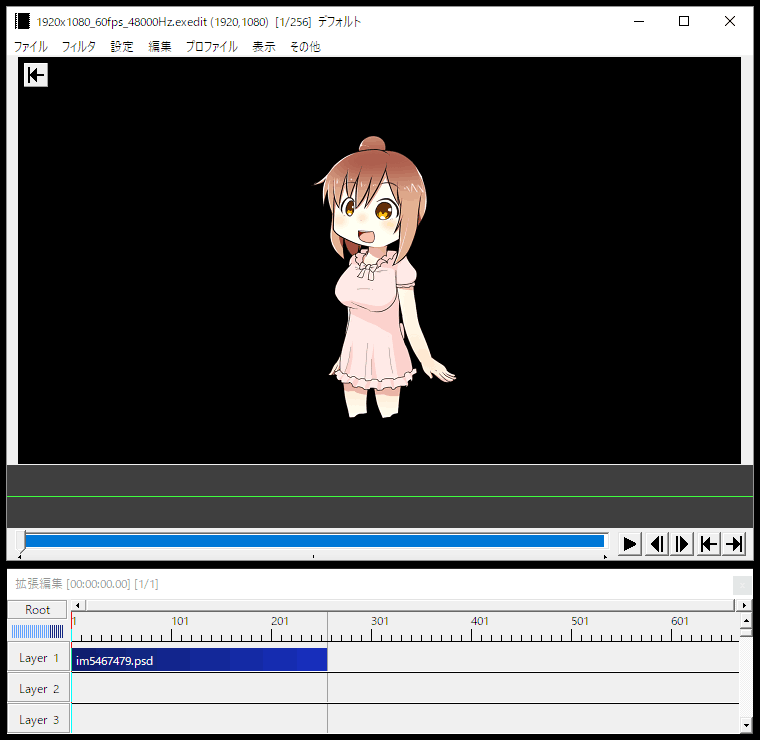 1920x1080_60fps_48000Hz.exedit (1920,1080) [1/256] デフォルト
ファイル フィルタ 設定 編集 プロファイル 表示 その他
拡張編集 [00:00:00.00] [1/1]
Root
1 101 201 301 401 501 601
Layer 1 im5467479.psd
Layer 2
Layer 3